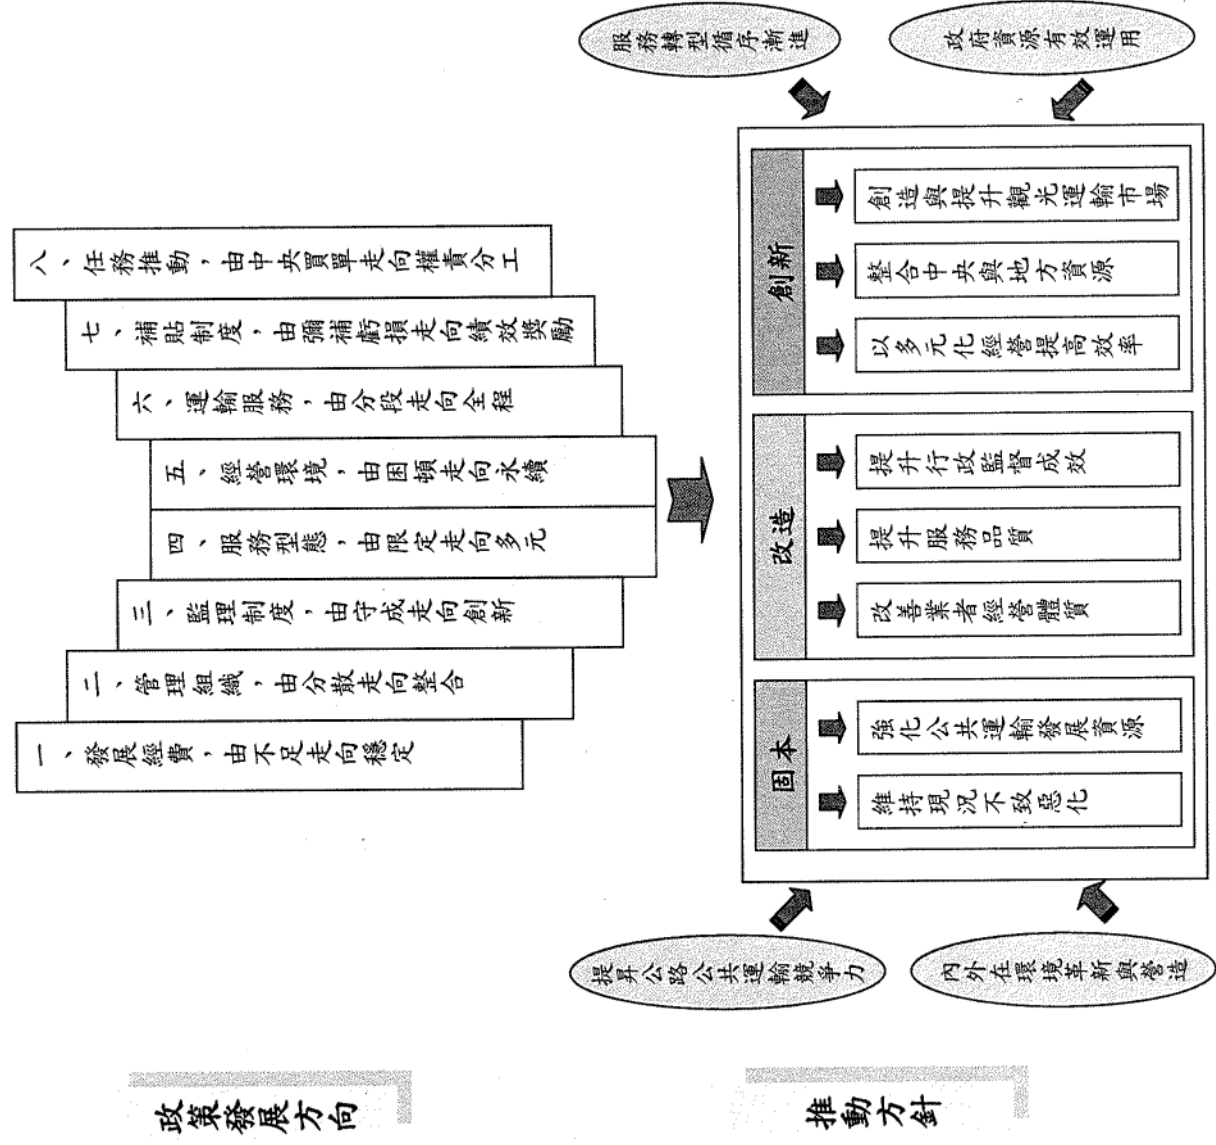 政策發展方向
一、發展經費，由不足走向穩定
二、管理組織，由分散走向整合
三、監理制度，由守成走向創新
四、服務型態，由限定走向多元
五、經營環境，由困頓走向永續
六、運輸服務，由分段走向全程
七、補貼制度，由彌補虧損走向績效獎勵
八、任務推動，由中央買單走向權責分工
推動方針
提昇公路公共運輸競爭力
服務轉型循序漸進
固本
維持現況不致惡化
強化公共運輸發展資源
改造
改善業者經營體質
提升服務品質
提升行政監督成效
創新
以多元化經營提高效率
整合中央與地方資源
創造與提升觀光運輸市場
內外在環境革新與營造
政府資源有效運用